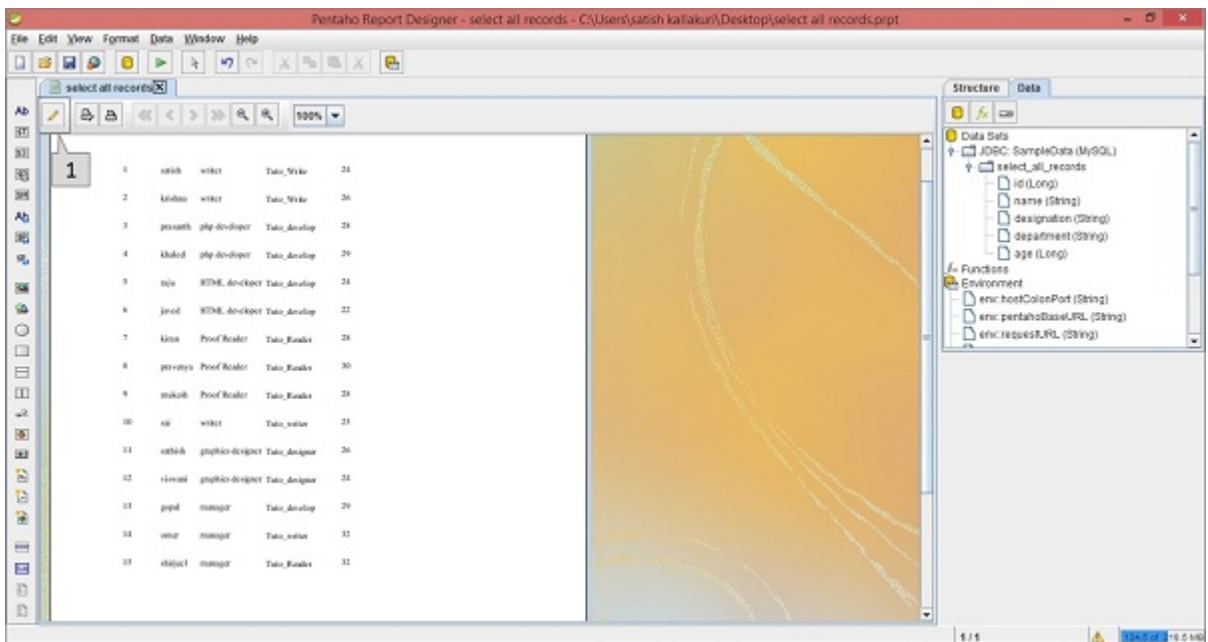 Pentaho Report Designer - select all records - C:\Users\satish kallakuri\Desktop\select all records.prpt
File Edit View Format Data Window Help
select all records
100%
1
1 satish writer Tuto_Write 24
2 krishna writer Tuto_Write 26
3 prasanth php developer Tuto_develop 28
4 khaled php developer Tuto_develop 29
5 raju HTML developer Tuto_develop 24
6 javed HTML developer Tuto_develop 22
7 kiran Proof Reader Tuto_Reader 28
8 pravenya Proof Reader Tuto_Reader 30
9 mukesh Proof Reader Tuto_Reader 28
10 sai writer Tuto_writer 23
11 sathish graphics designer Tuto_designer 26
12 viswani graphics designer Tuto_designer 24
13 gopal manager Tuto_develop 29
14 omer manager Tuto_writer 32
15 manager Tuto_Reader 32
Structure Data
Data Sets
JDBC: SampleData (MySQL)
select_all_records
id (Long)
name (String)
designation (String)
department (String)
age (Long)
Functions
Environment
env:hostColonPort (String)
env:pentahoBaseURL (String)
env:requestURL (String)
1 / 1